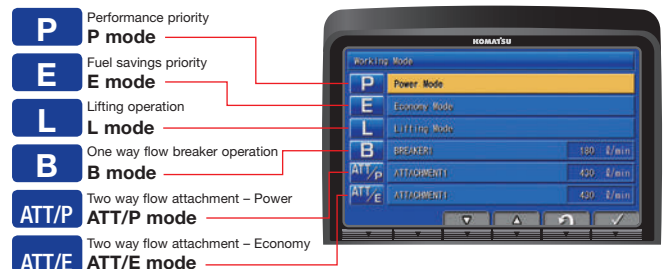 P
Performance priority
P mode
E
Fuel savings priority
E mode
L
Lifting operation
L mode
B
One way flow breaker operation
B mode
ATT/P
Two way flow attachment – Power
ATT/P mode
ATT/E
Two way flow attachment – Economy
ATT/E mode
KOMATSU
Working Mode
P Power Mode
E Economy Mode
L Lifting Mode
B BREAKER1 180 ℓ/min
ATT/P ATTACHMENT1 430 ℓ/min
ATT/E ATTACHMENT1 430 ℓ/min